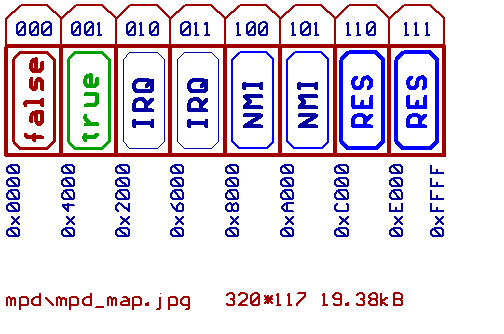 000 001 010 011 100 101 110 111
false true IRQ IRQ NMI NMI RES RES
0x0000 0x4000 0x2000 0x6000 0x8000 0xA000 0xC000 0xE000 0xFFFF
mpd\mpd_map.jpg 320*117 19.38kB